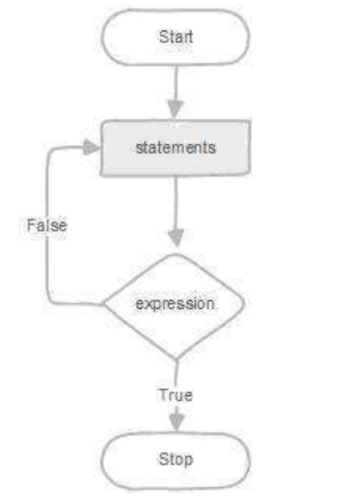 Start
statements
False
expression
True
Stop